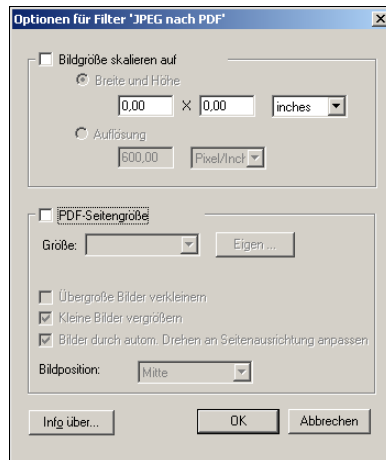 Optionen für Filter 'JPEG nach PDF'
Bildgröße skalieren auf
Breite und Höhe
0,00 X 0,00 inches
Auflösung
600,00 Pixel/Inch
PDF-Seitengröße
Größe: Eigen ...
Übergroße Bilder verkleinern
Kleine Bilder vergrößern
Bilder durch autom. Drehen an Seitenausrichtung anpassen
Bildposition: Mitte
Info über... OK Abbrechen